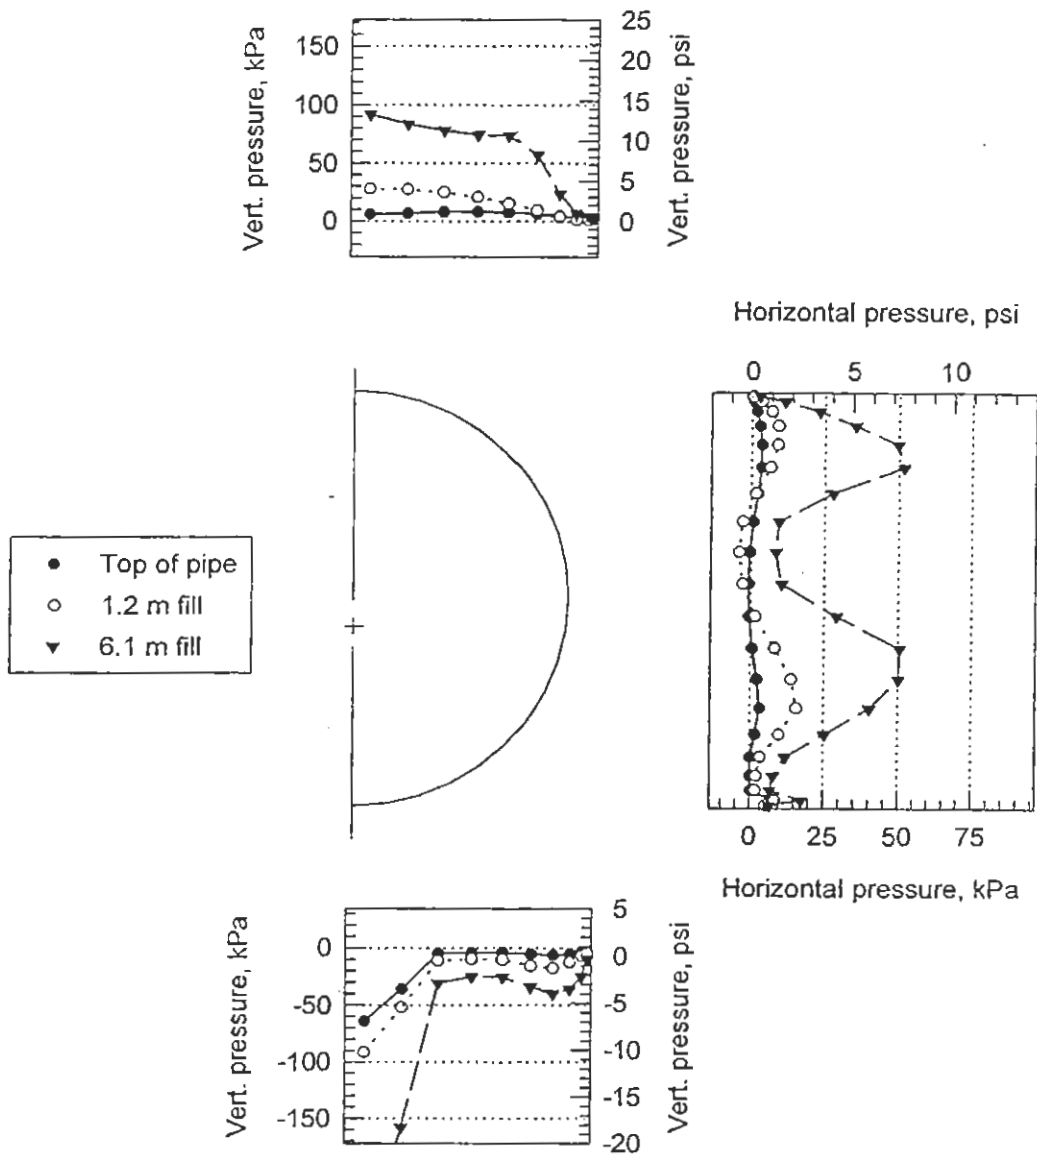 Vert. pressure, kPa
150
100
50
0
25
20
15
10
5
0
Vert. pressure, psi
Horizontal pressure, psi
0 5 10
Top of pipe
1.2 m fill
6.1 m fill
0 25 50 75
Horizontal pressure, kPa
Vert. pressure, kPa
0
-50
-100
-150
5
0
-5
-10
-15
-20
Vert. pressure, psi